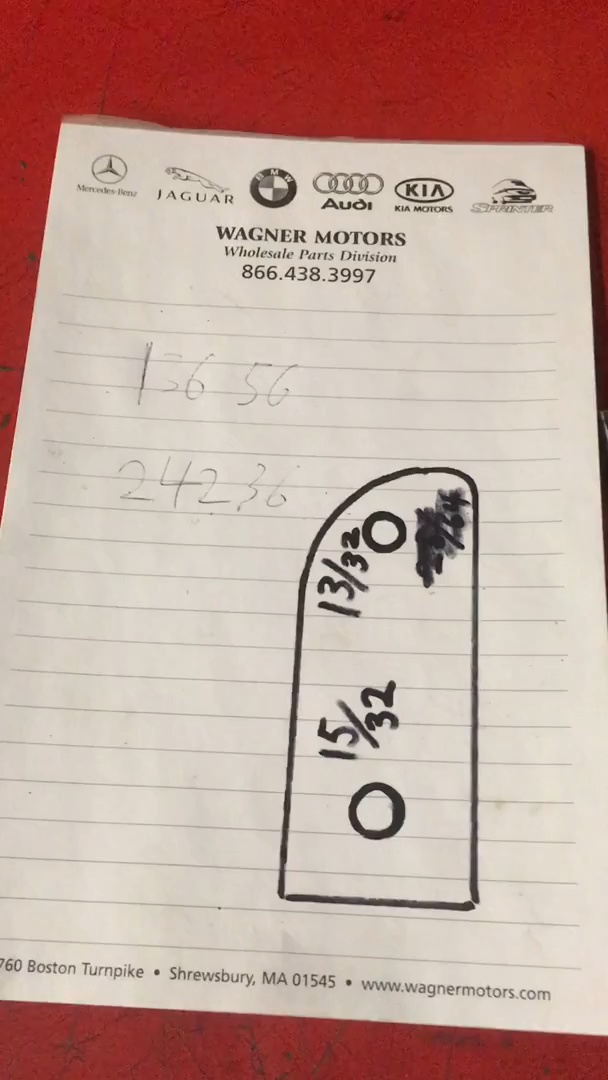 Mercedes-Benz
JAGUAR
BMW
Audi
KIA
KIA MOTORS
SPRINTER
WAGNER MOTORS
Wholesale Parts Division
866.438.3997
136 56
24236
13/32
15/32
760 Boston Turnpike • Shrewsbury, MA 01545 • www.wagnermotors.com